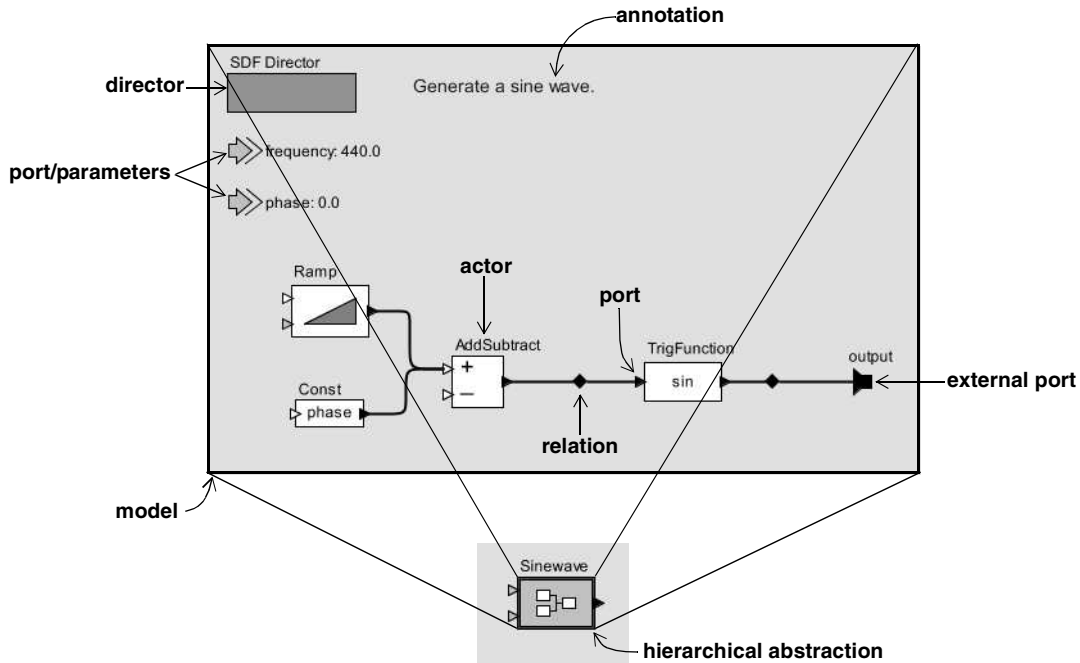 annotation
SDF Director
director
Generate a sine wave.
frequency: 440.0
port/parameters
phase: 0.0
actor
Ramp
port
AddSubtract
TrigFunction
output
+
sin
external port
Const
–
phase
relation
model
Sinewave
hierarchical abstraction